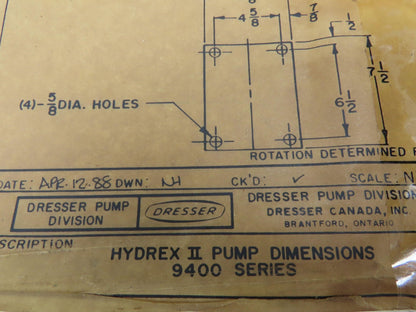 4 5/8
7/8
1/2
7 1/2
6 1/2
(4)-5/8 DIA. HOLES
ROTATION DETERMINED
DATE: APR. 12. 88 DWN: NH CK'D: ✓ SCALE: N
DRESSER PUMP DIVISION
DRESSER
DRESSER PUMP DIVISION
DRESSER CANADA, INC.
BRANTFORD, ONTARIO
SCRIPTION
HYDREX II PUMP DIMENSIONS
9400 SERIES